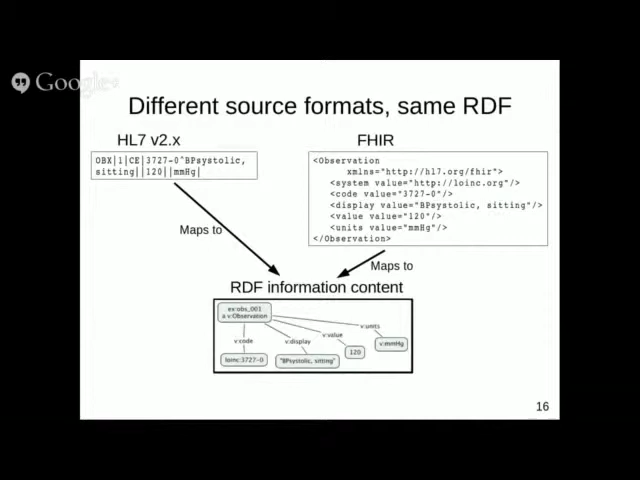 Google+
Different source formats, same RDF
HL7 v2.x
OBX|1|CE|3727-0^BPsystolic,
sitting||120||mmHg|
FHIR
<Observation
xmlns="http://hl7.org/fhir">
<system value="http://loinc.org"/>
<code value="3727-0"/>
<display value="BPsystolic, sitting"/>
<value value="120"/>
<units value="mmHg"/>
</Observation>
Maps to
Maps to
RDF information content
ex:obs_001
a v:Observation
v:units
v:value
v:code
v:display
v:mmHg
120
loinc:3727-0
"BPsystolic, sitting"
16